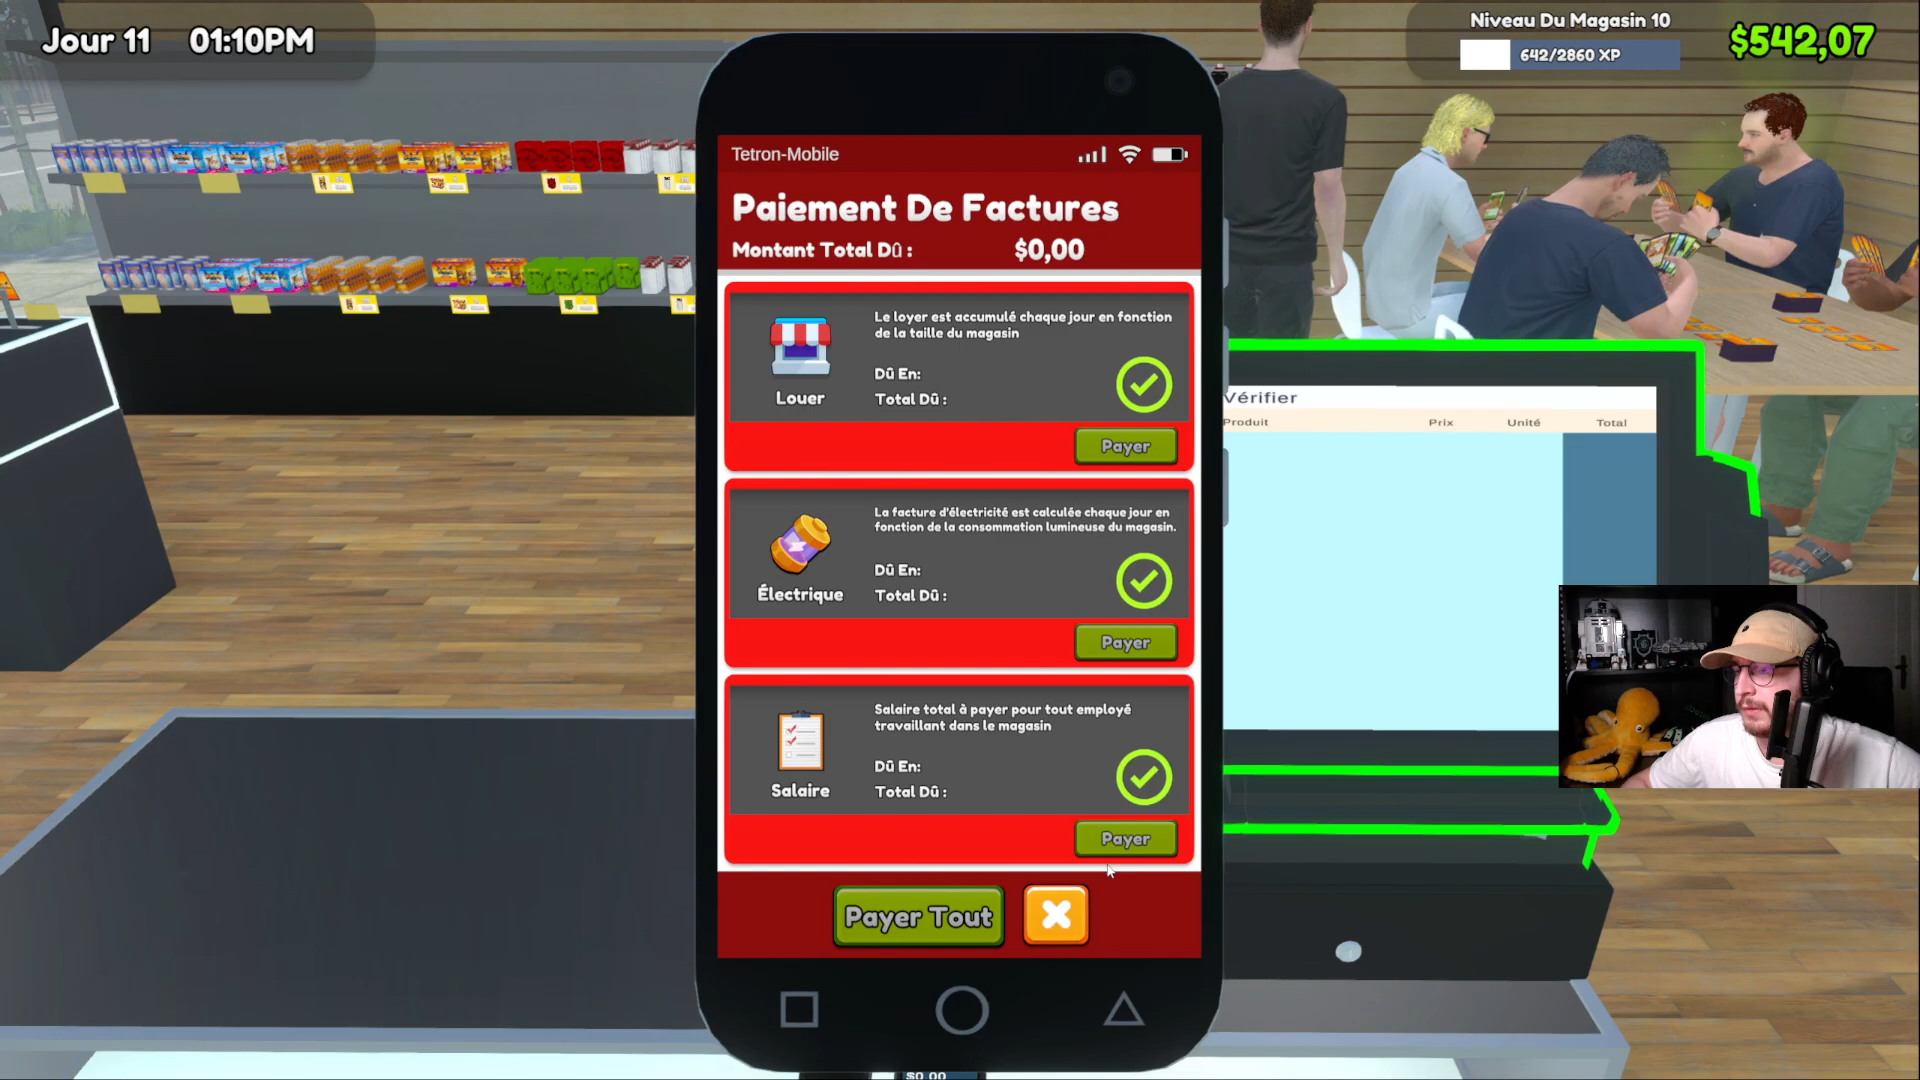 Jour 11 01:10PM
Niveau Du Magasin 10
642/2860 XP
$542,07
Tetron-Mobile
Paiement De Factures
Montant Total Dû : $0,00
Le loyer est accumulé chaque jour en fonction
de la taille du magasin
Dû En:
Total Dû :
Louer
Payer
La facture d'électricité est calculée chaque jour en
fonction de la consommation lumineuse du magasin.
Dû En:
Total Dû :
Électrique
Payer
Salaire total à payer pour tout employé
travaillant dans le magasin
Dû En:
Total Dû :
Salaire
Payer
Payer Tout
Vérifier
Produit Prix Unité Total
$0.00